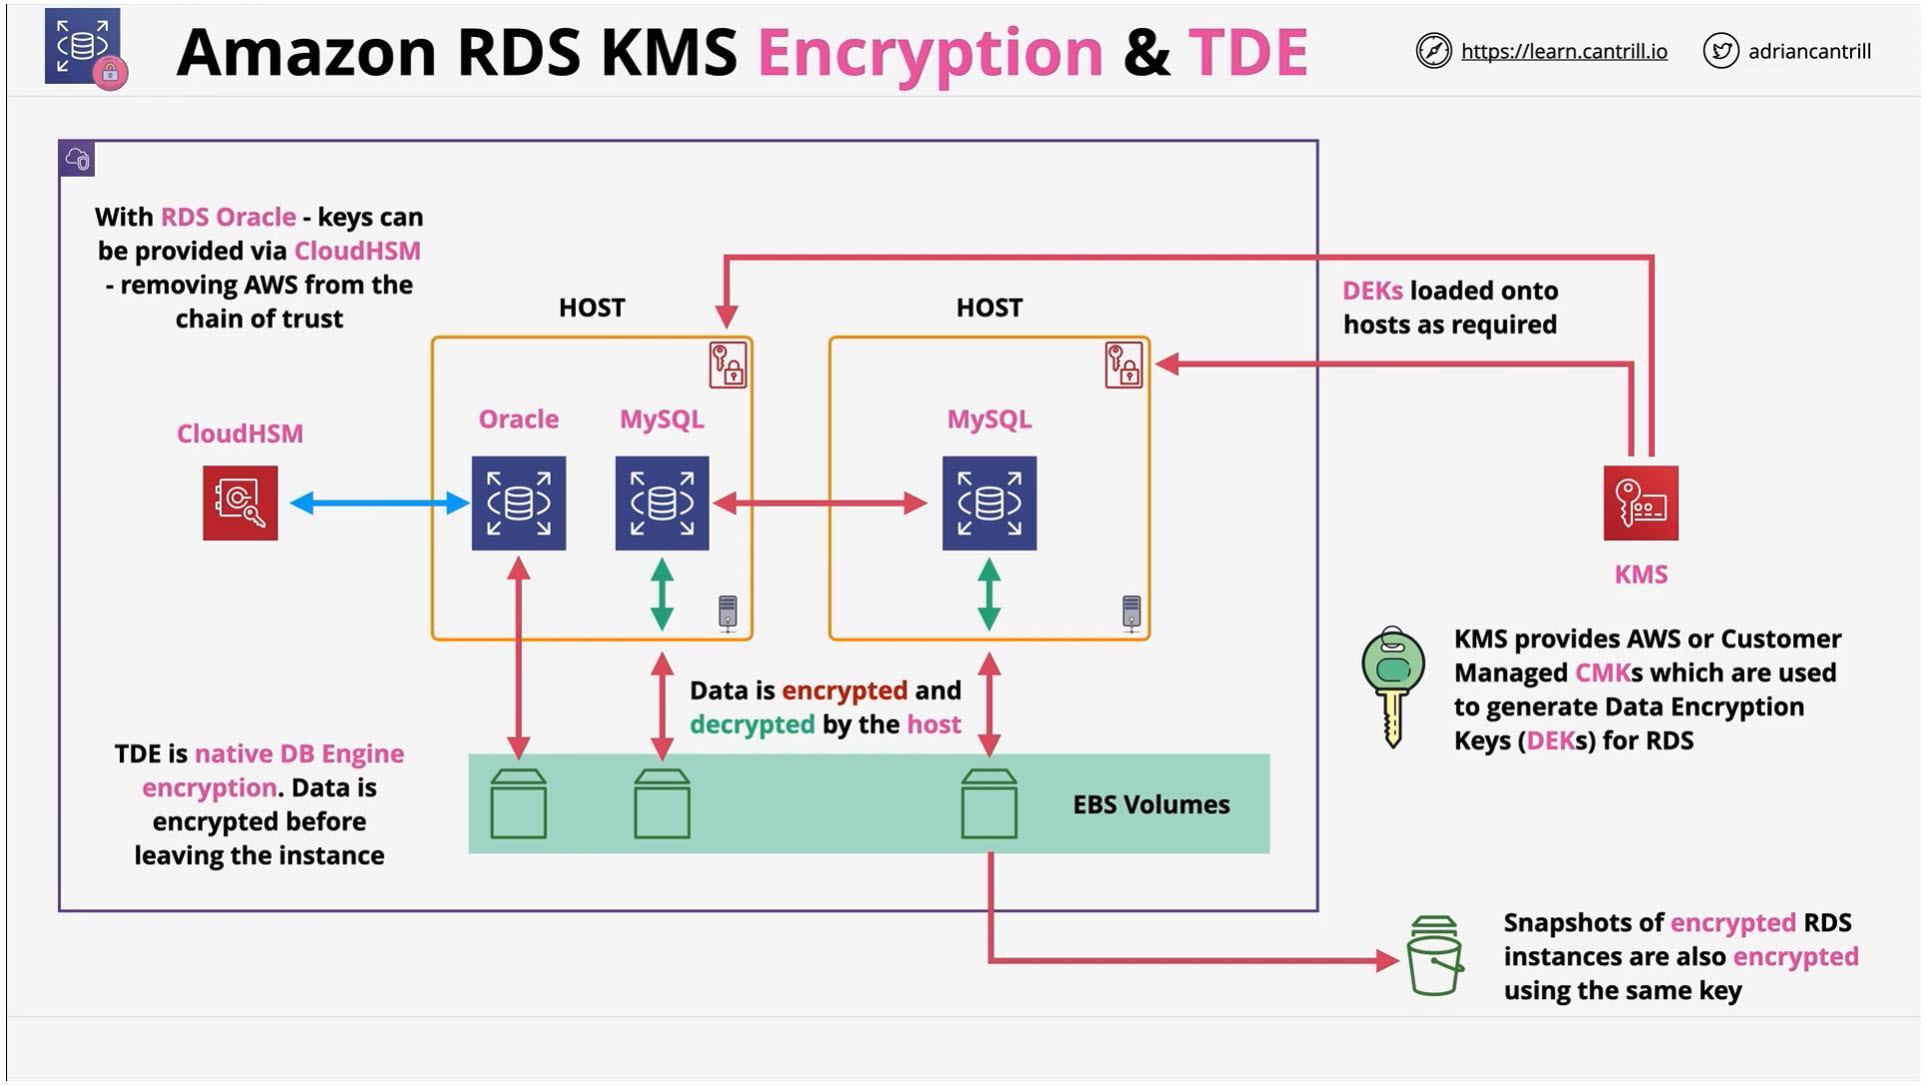 Amazon RDS KMS Encryption & TDE
https://learn.cantrill.io
adriancantrill
With RDS Oracle - keys can
be provided via CloudHSM
- removing AWS from the
chain of trust
HOST
HOST
DEKs loaded onto
hosts as required
CloudHSM
Oracle
MySQL
MySQL
KMS
KMS provides AWS or Customer
Managed CMKs which are used
to generate Data Encryption
Keys (DEKs) for RDS
Data is encrypted and
decrypted by the host
TDE is native DB Engine
encryption. Data is
encrypted before
leaving the instance
EBS Volumes
Snapshots of encrypted RDS
instances are also encrypted
using the same key